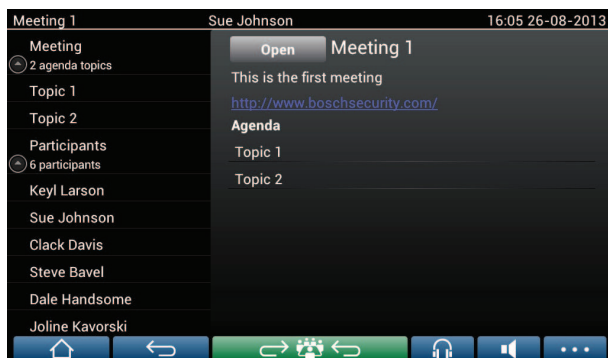 Meeting 1 Sue Johnson 16:05 26-08-2013
Meeting
2 agenda topics
Topic 1
Topic 2
Participants
6 participants
Keyl Larson
Sue Johnson
Clack Davis
Steve Bavel
Dale Handsome
Joline Kavorski
Open Meeting 1
This is the first meeting
http://www.boschsecurity.com/
Agenda
Topic 1
Topic 2